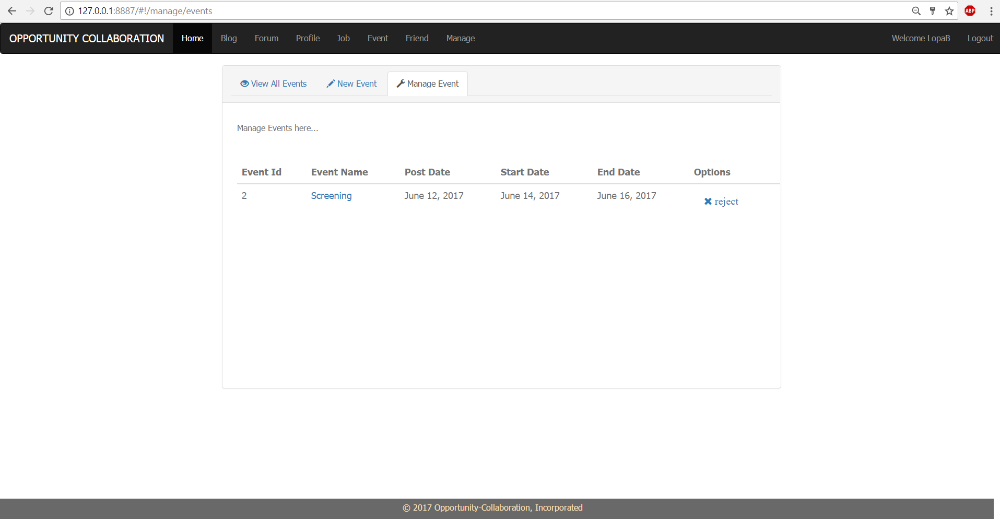 127.0.0.1:8887/#!/manage/events
ABP
OPPORTUNITY COLLABORATION Home Blog Forum Profile Job Event Friend Manage Welcome LopaB Logout
View All Events New Event Manage Event
Manage Events here...
Event Id Event Name Post Date Start Date End Date Options
2 Screening June 12, 2017 June 14, 2017 June 16, 2017 reject
© 2017 Opportunity-Collaboration, Incorporated